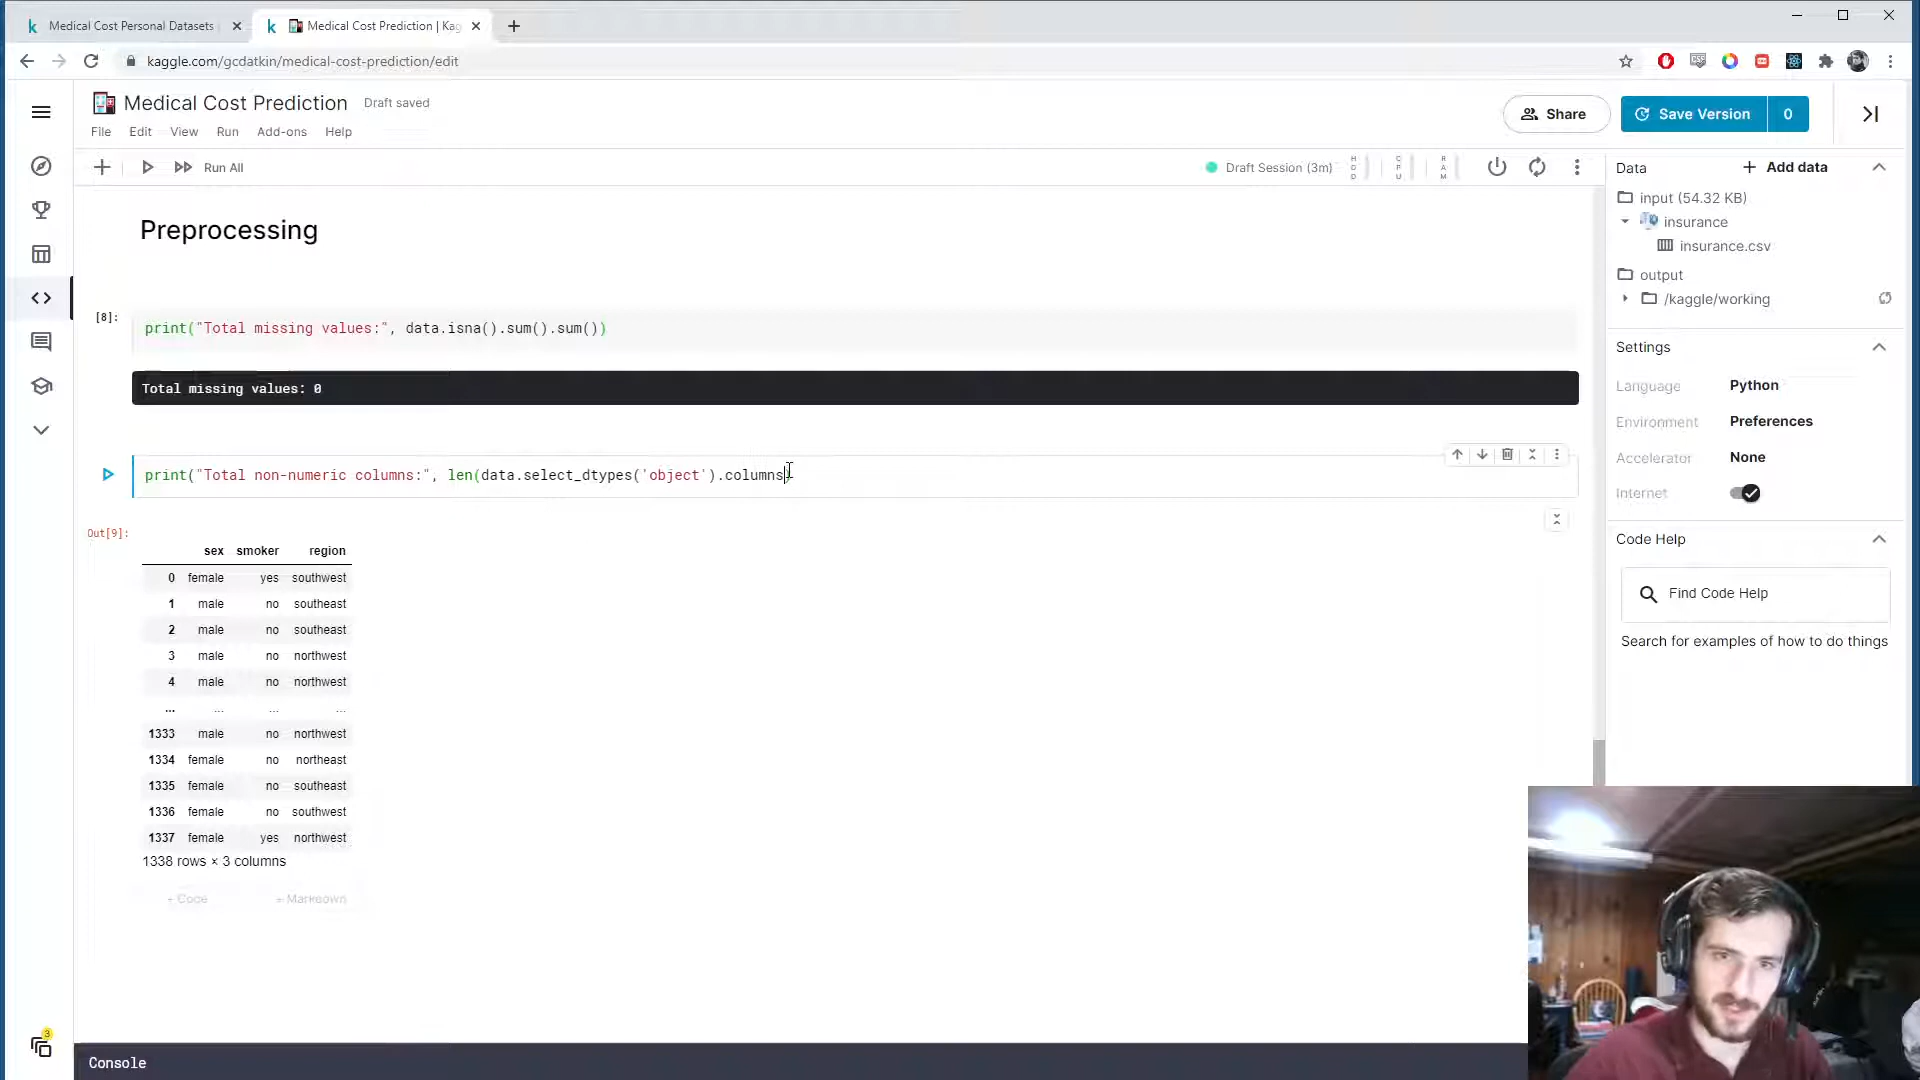 Medical Cost Personal Datasets
Medical Cost Prediction | Kag
kaggle.com/gcdatkin/medical-cost-prediction/edit
Medical Cost Prediction
Draft saved
Share
Save Version
0
File
Edit
View
Run
Add-ons
Help
Run All
Draft Session (3m)
HDD
CPU
RAM
Preprocessing
[8]:
print("Total missing values:", data.isna().sum().sum())
Total missing values: 0
print("Total non-numeric columns:", len(data.select_dtypes('object').columns)
Out[9]:
sex smoker region
0 female yes southwest
1 male no southeast
2 male no southeast
3 male no northwest
4 male no northwest
... ... ... ...
1333 male no northwest
1334 female no northeast
1335 female no southeast
1336 female no southwest
1337 female yes northwest
1338 rows × 3 columns
+ Code
+ Markdown
Console
3
Data
+ Add data
input (54.32 KB)
insurance
insurance.csv
output
/kaggle/working
Settings
Language Python
Environment Preferences
Accelerator None
Internet
Code Help
Find Code Help
Search for examples of how to do things